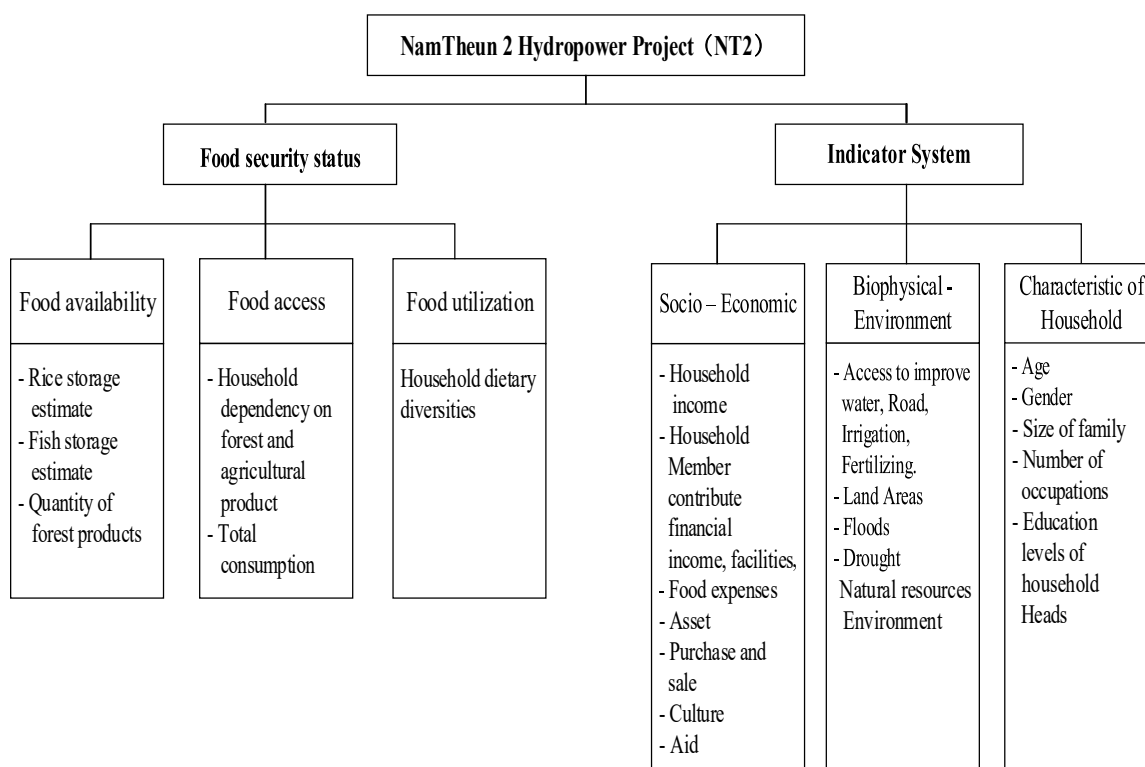 NamTheun 2 Hydropower Project（NT2）
Food security status
Indicator System
Food availability
- Rice storage
estimate
- Fish storage
estimate
- Quantity of
forest products
Food access
- Household
dependency on
forest and
agricultural
product
- Total
consumption
Food utilization
Household dietary
diversities
Socio – Economic
- Household
income
- Household
Member
contribute
financial
income, facilities,
- Food expenses
- Asset
- Purchase and
sale
- Culture
- Aid
Biophysical -
Environment
- Access to improve
water, Road,
Irrigation,
Fertilizing.
- Land Areas
- Floods
- Drought
Natural resources
Environment
Characteristic of
Household
- Age
- Gender
- Size of family
- Number of
occupations
- Education
levels of
household
Heads